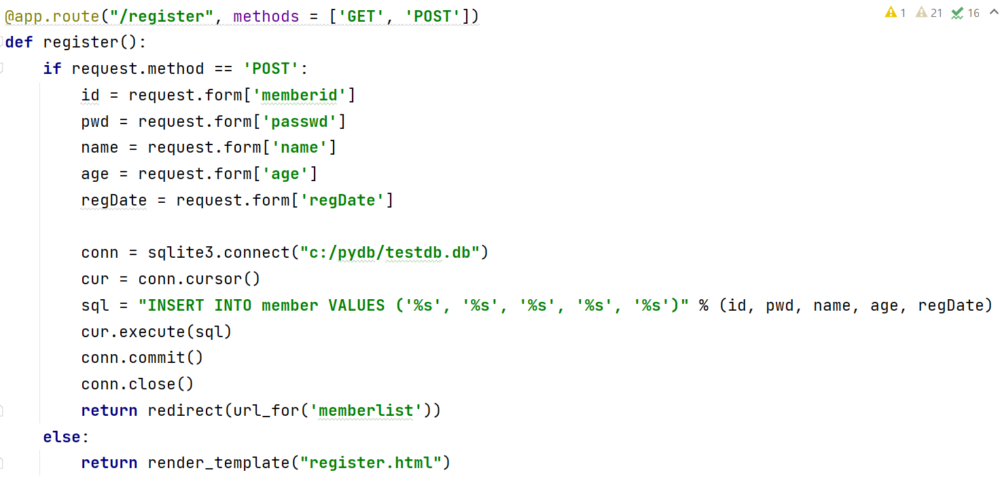 @app.route("/register", methods = ['GET', 'POST'])
1 21 16
def register():
if request.method == 'POST':
id = request.form['memberid']
pwd = request.form['passwd']
name = request.form['name']
age = request.form['age']
regDate = request.form['regDate']
conn = sqlite3.connect("c:/pydb/testdb.db")
cur = conn.cursor()
sql = "INSERT INTO member VALUES ('%s', '%s', '%s', '%s', '%s')" % (id, pwd, name, age, regDate)
cur.execute(sql)
conn.commit()
conn.close()
return redirect(url_for('memberlist'))
else:
return render_template("register.html")